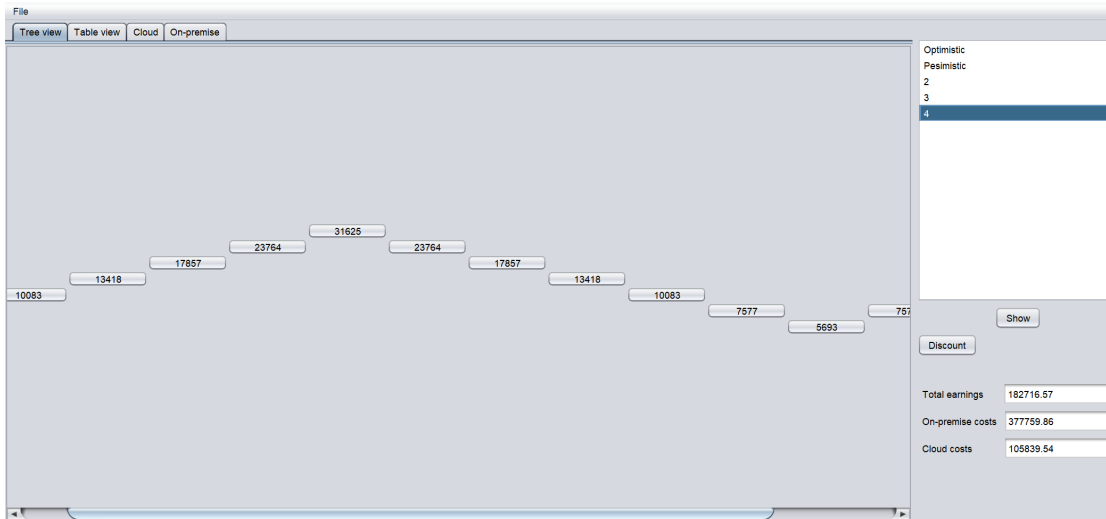 File
Tree view Table view Cloud On-premise
Optimistic
Pesimistic
2
3
4
31625
23764 23764
17857 17857
13418 13418
10083 10083
7577 757
5693
Show
Discount
Total earnings 182716.57
On-premise costs 377759.86
Cloud costs 105839.54